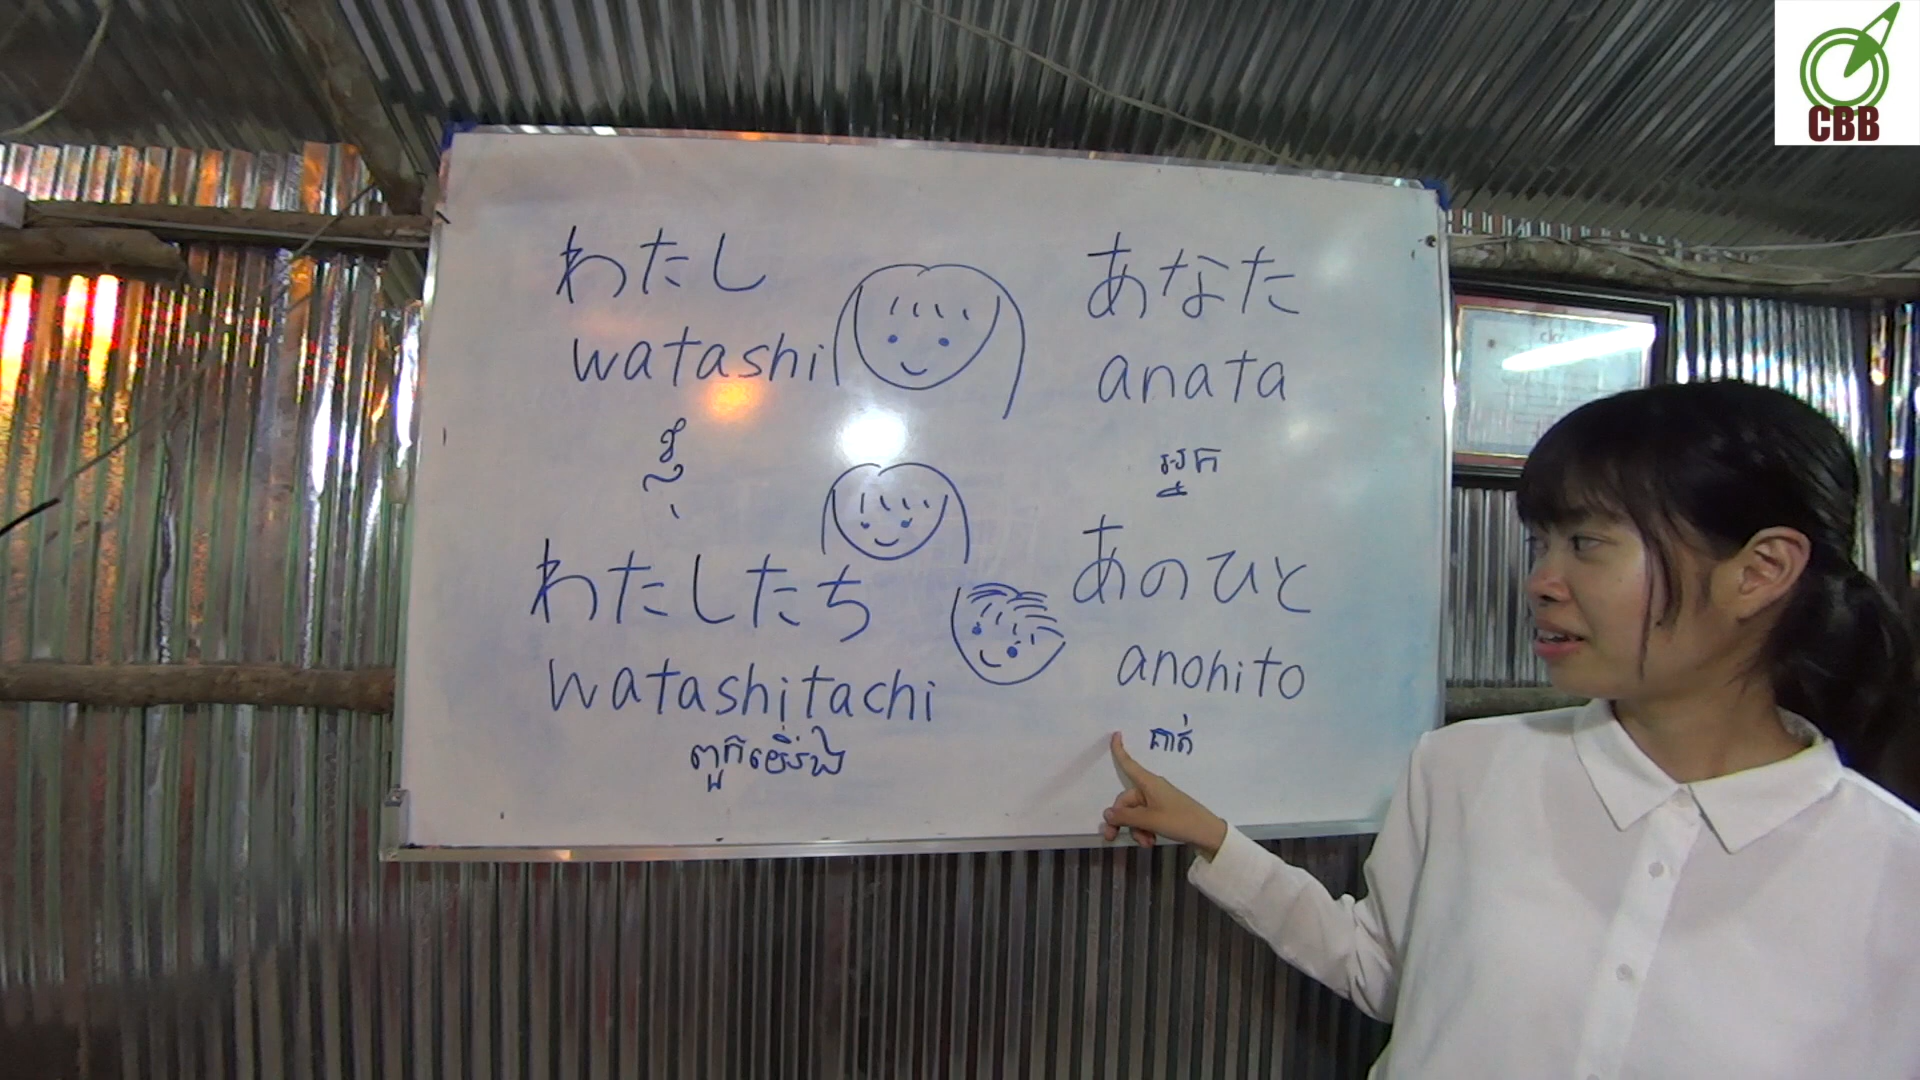 CBB
わたし
watashi
ខ្ញុំ
あなた
anata
អ្នក
わたしたち
watashitachi
ពួកយើង
あのひと
anohito
គាត់